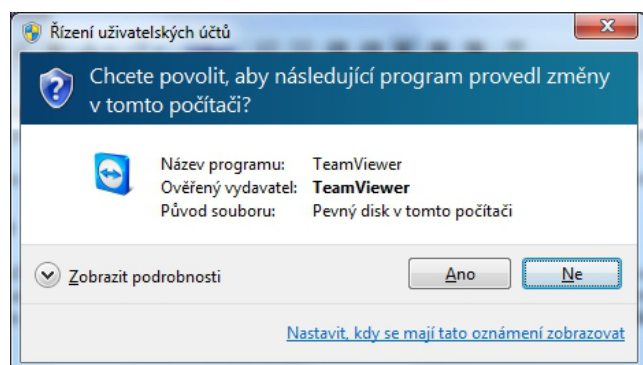 Řízení uživatelských účtů
Chcete povolit, aby následující program provedl změny
v tomto počítači?
Název programu: TeamViewer
Ověřený vydavatel: TeamViewer
Původ souboru: Pevný disk v tomto počítači
Zobrazit podrobnosti
Ano
Ne
Nastavit, kdy se mají tato oznámení zobrazovat